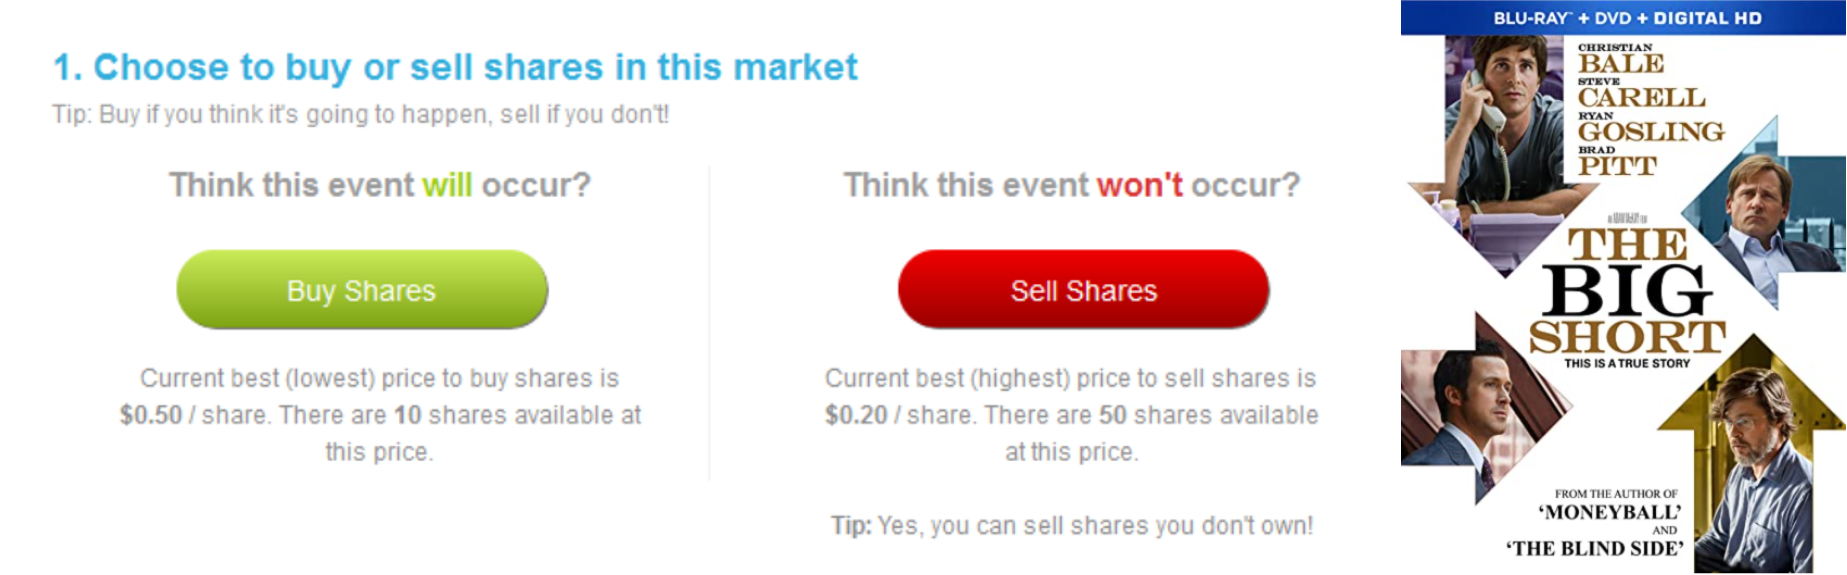 1. Choose to buy or sell shares in this market
Tip: Buy if you think it's going to happen, sell if you don't!
Think this event will occur?
Buy Shares
Current best (lowest) price to buy shares is
$0.50 / share. There are 10 shares available at
this price.
Think this event won't occur?
Sell Shares
Current best (highest) price to sell shares is
$0.20 / share. There are 50 shares available
at this price.
Tip: Yes, you can sell shares you don't own!
BLU-RAY + DVD + DIGITAL HD
CHRISTIAN
BALE
STEVE
CARELL
RYAN
GOSLING
BRAD
PITT
THE
BIG
SHORT
THIS IS A TRUE STORY
FROM THE AUTHOR OF
‘MONEYBALL’
AND
‘THE BLIND SIDE’